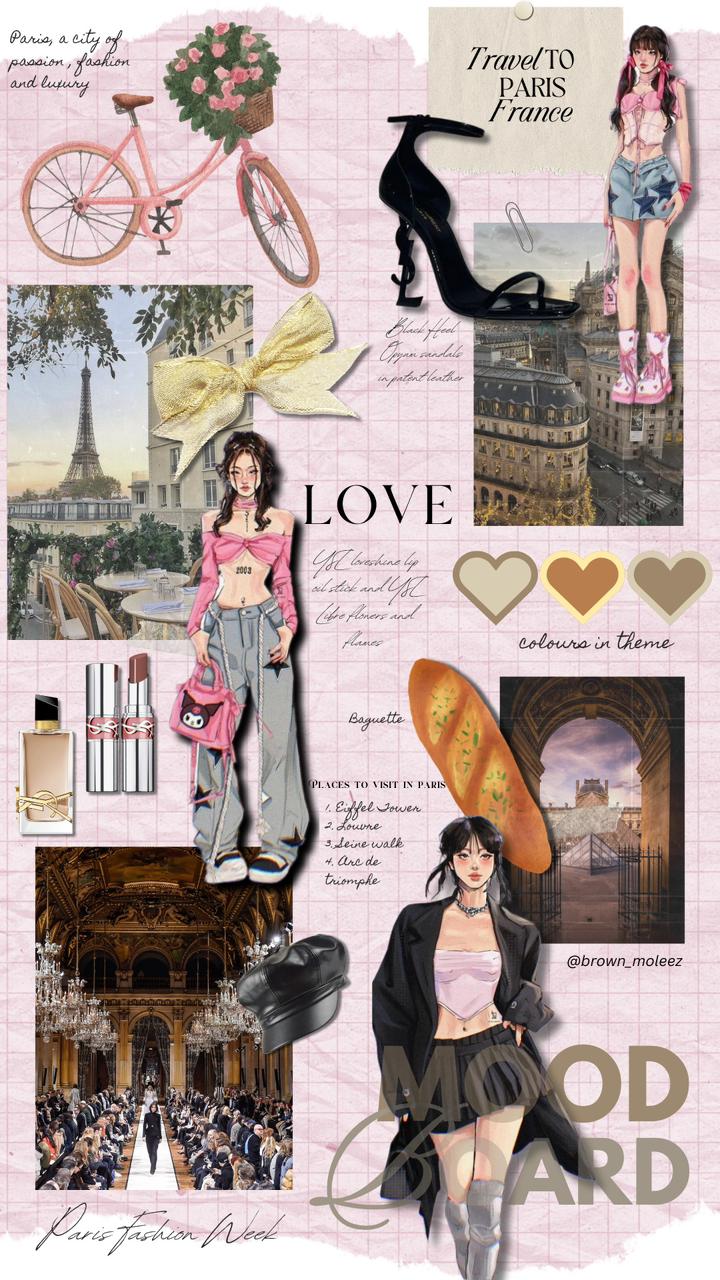 Paris, a city of
passion, fashion
and luxury
Travel TO
PARIS
France
Black Heel
Opyum sandals
in patent leather
2003
LOVE
YSL loveshine lip
oil stick and YSL
Libre flowers and
flames
colours in theme
Baguette
PLACES TO VISIT IN PARIS
1. Eiffel Tower
2. Louvre
3. Seine walk
4. Arc de
triomphe
@brown_moleez
MOOD
BOARD
Paris Fashion Week